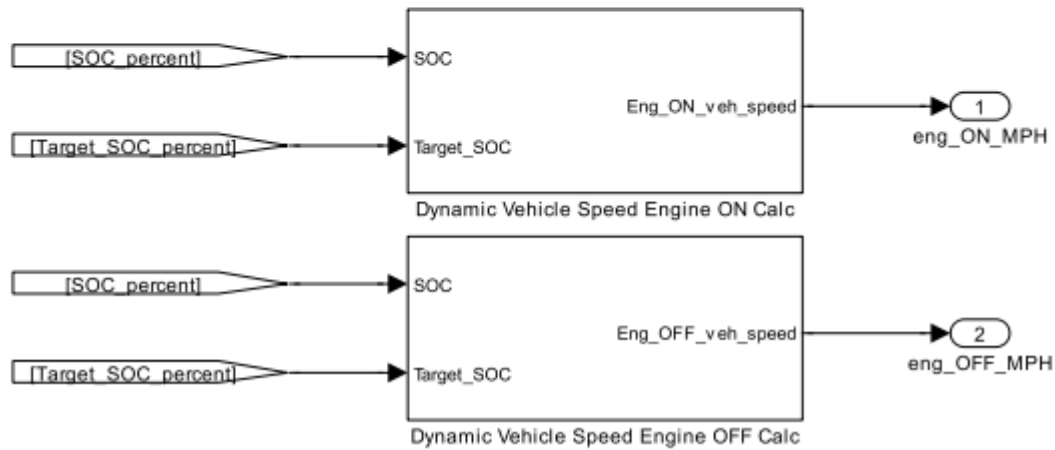 [SOC_percent]
SOC
Eng_ON_veh_speed
1
eng_ON_MPH
[Target_SOC_percent]
Target_SOC
Dynamic Vehicle Speed Engine ON Calc
[SOC_percent]
SOC
Eng_OFF_veh_speed
2
eng_OFF_MPH
[Target_SOC_percent]
Target_SOC
Dynamic Vehicle Speed Engine OFF Calc